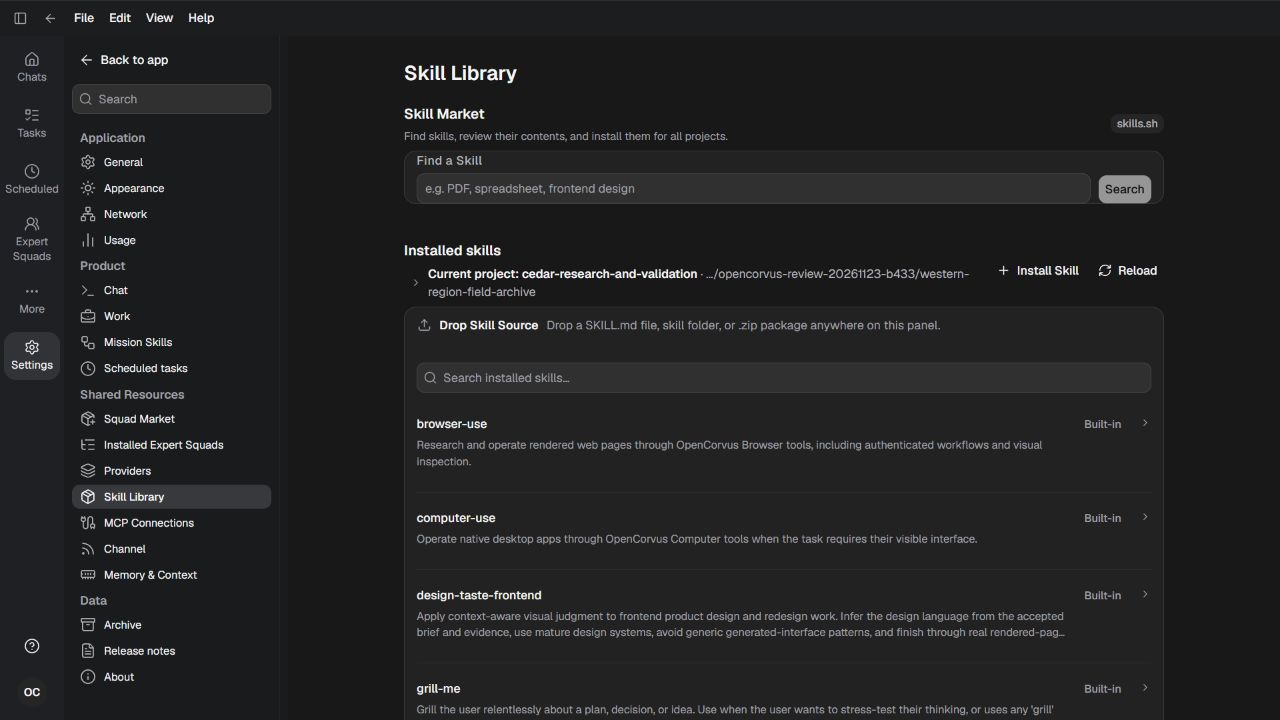 File Edit View Help
Chats
Tasks
Scheduled
Expert
Squads
More
Settings
OC
Back to app
Search
Application
General
Appearance
Network
Usage
Product
Chat
Work
Mission Skills
Scheduled tasks
Shared Resources
Squad Market
Installed Expert Squads
Providers
Skill Library
MCP Connections
Channel
Memory & Context
Data
Archive
Release notes
About
Skill Library
Skill Market
Find skills, review their contents, and install them for all projects.
skills.sh
Find a Skill
e.g. PDF, spreadsheet, frontend design
Search
Installed skills
Current project: cedar-research-and-validation · .../opencorvus-review-20261123-b433/western-
region-field-archive
Install Skill
Reload
Drop Skill Source Drop a SKILL.md file, skill folder, or .zip package anywhere on this panel.
Search installed skills...
browser-use
Built-in
Research and operate rendered web pages through OpenCorvus Browser tools, including authenticated workflows and visual
inspection.
computer-use
Built-in
Operate native desktop apps through OpenCorvus Computer tools when the task requires their visible interface.
design-taste-frontend
Built-in
Apply context-aware visual judgment to frontend product design and redesign work. Infer the design language from the accepted
brief and evidence, use mature design systems, avoid generic generated-interface patterns, and finish through real rendered-pag...
grill-me
Built-in
Grill the user relentlessly about a plan, decision, or idea. Use when the user wants to stress-test their thinking, or uses any 'grill'